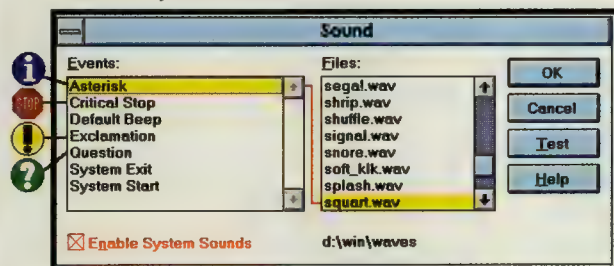 Sound
Events:
Asterisk
Critical Stop
Default Beep
Exclamation
Question
System Exit
System Start
Enable System Sounds
Files:
segal.wav
shrip.wav
shuffle.wav
signal.wav
snore.wav
soft_klk.wav
splash.wav
squart.wav
d:\win\waves
OK
Cancel
Test
Help
i
STOP
!
?